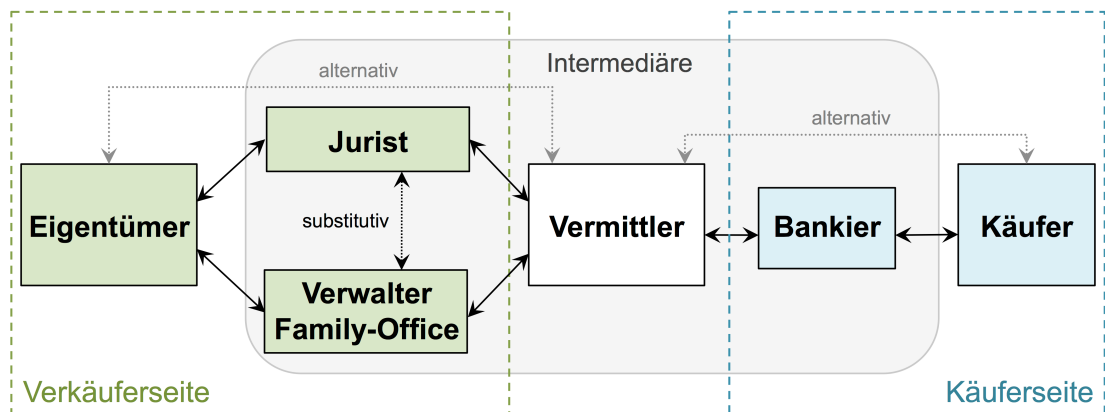 Intermediäre
alternativ
alternativ
Jurist
Eigentümer
substitutiv
Vermittler
Bankier
Käufer
Verwalter
Family-Office
Verkäuferseite
Käuferseite